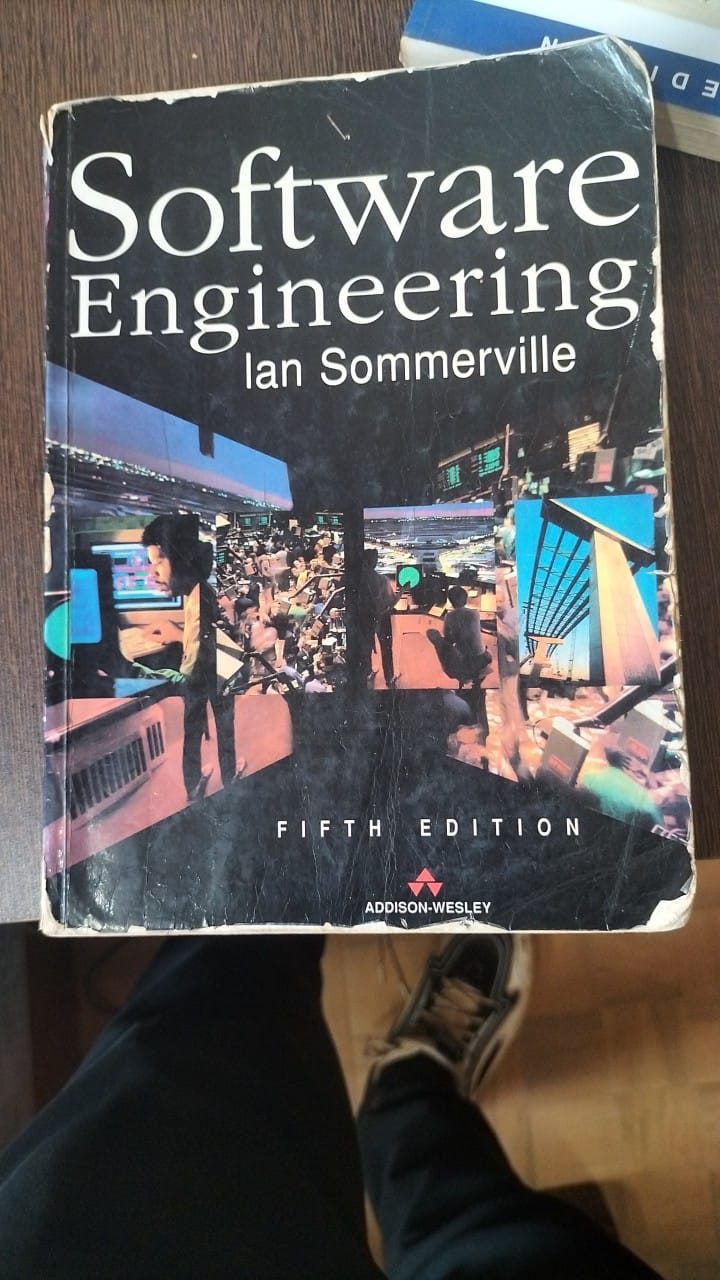 Software
Engineering
Ian Sommerville
FIFTH EDITION
ADDISON-WESLEY